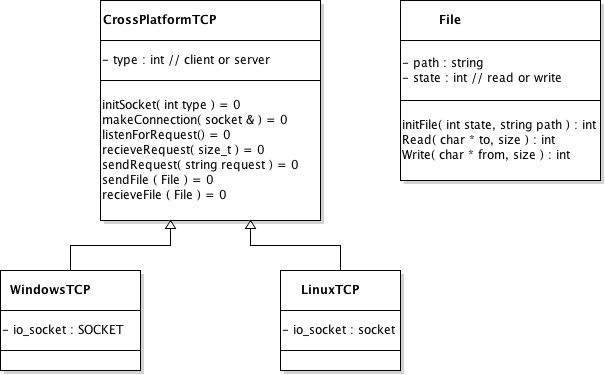 CrossPlatformTCP
- type : int // client or server
initSocket( int type ) = 0
makeConnection( socket & ) = 0
listenForRequest() = 0
recieveRequest( size_t ) = 0
sendRequest( string request ) = 0
sendFile ( File ) = 0
recieveFile ( File ) = 0
File
- path : string
- state : int // read or write
initFile( int state, string path ) : int
Read( char * to, size ) : int
Write( char * from, size ) : int
WindowsTCP
- io_socket : SOCKET
LinuxTCP
- io_socket : socket